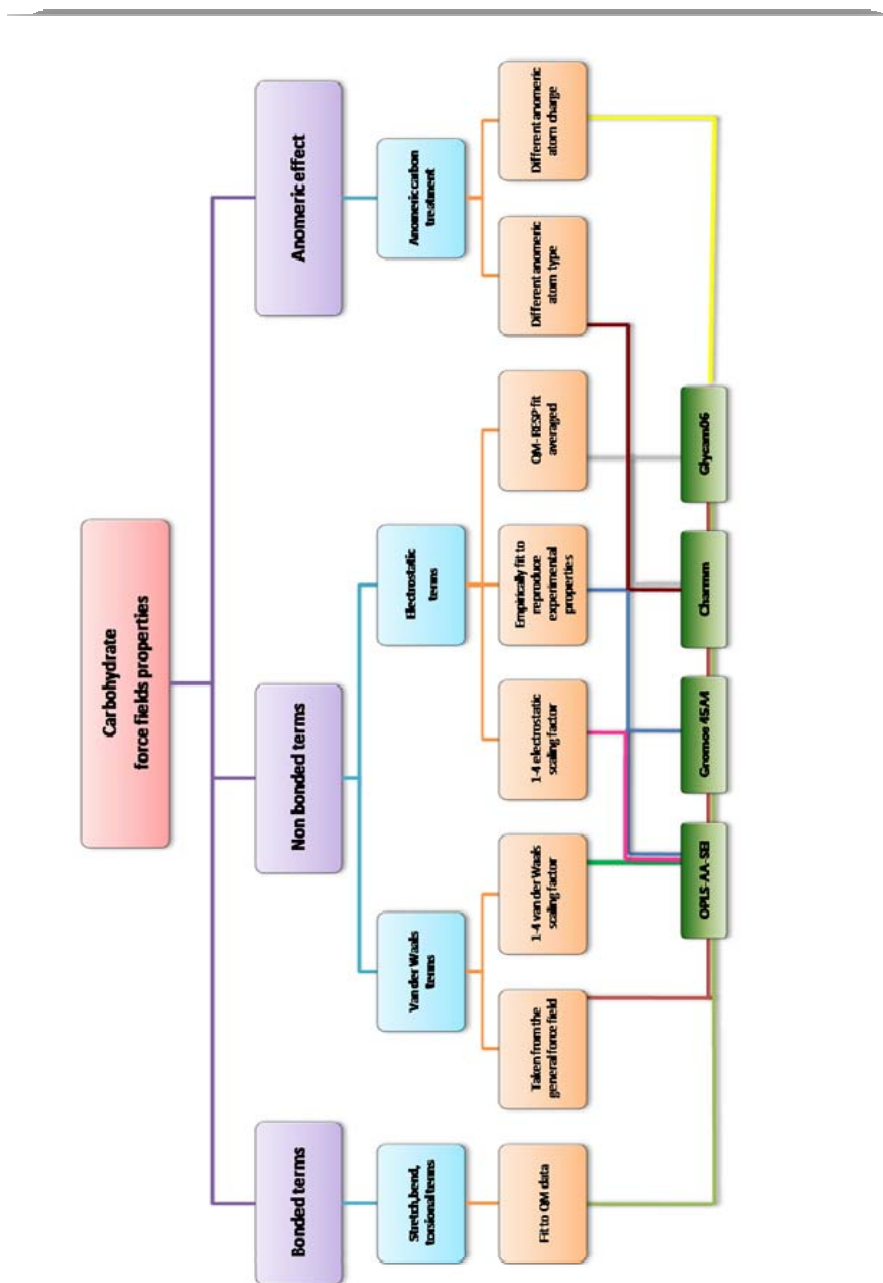 Carbohydrate
force fields properties
Bonded terms
Non bonded terms
Anomeric effect
Stretch,bend,
torsional terms
Van der Waals
terms
Electrostatic
terms
Anomeric carbon
treatment
Fit to QM data
Taken from the
general force field
1-4 van der Waals
scaling factor
1-4 electrostatic
scaling factor
Empirically fit to
reproduce
experimental
properties
QM- RESP fit
averaged
Different anomeric
atom type
Different anomeric
atom charge
OPLS-AA-SEI
Gromos 45A4
Charmm
Glycam06